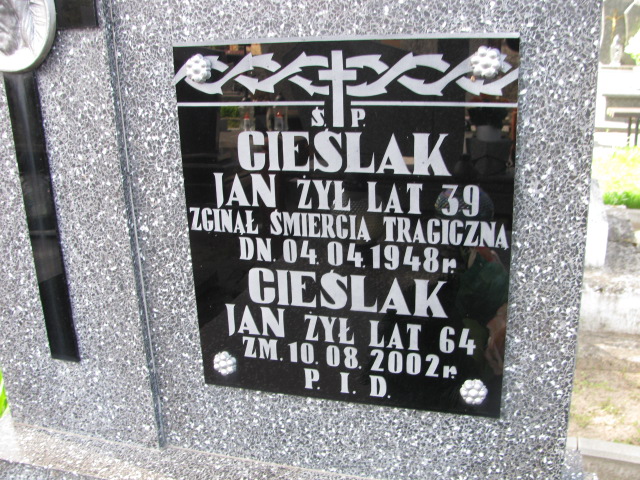 Ś. P.
CIEŚLAK
JAN ŻYŁ LAT 39
ZGINĄŁ ŚMIERCIĄ TRAGICZNĄ
DN. 04.04.1948r.
CIEŚLAK
JAN ŻYŁ LAT 64
ZM. 10.08.2002r.
P. I. D.